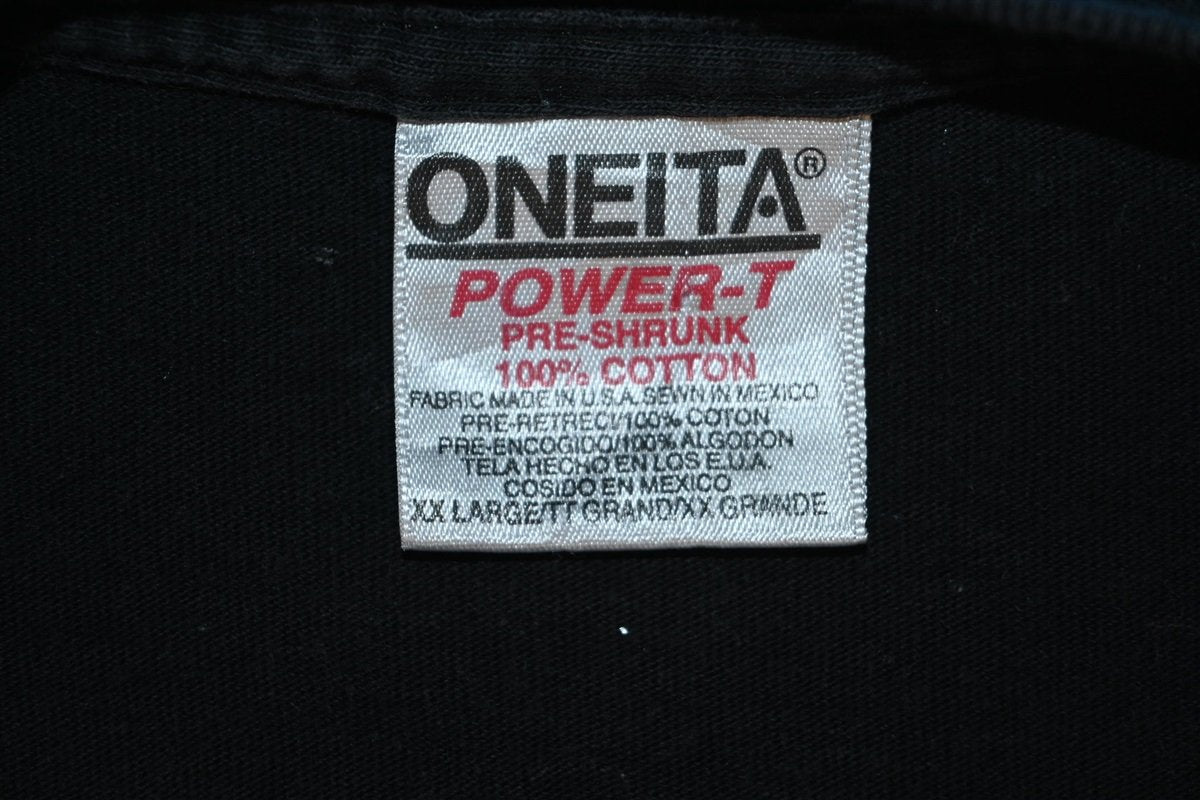 ONEITA®
POWER-T
PRE-SHRUNK
100% COTTON
FABRIC MADE IN U.S.A. SEWN IN MEXICO
PRE-RETRECI/100% COTON
PRE-ENCOGIDO/100% ALGODON
TELA HECHO EN LOS E.U.A.
COSIDO EN MEXICO
XX LARGE/TT GRAND/XX GRANDE